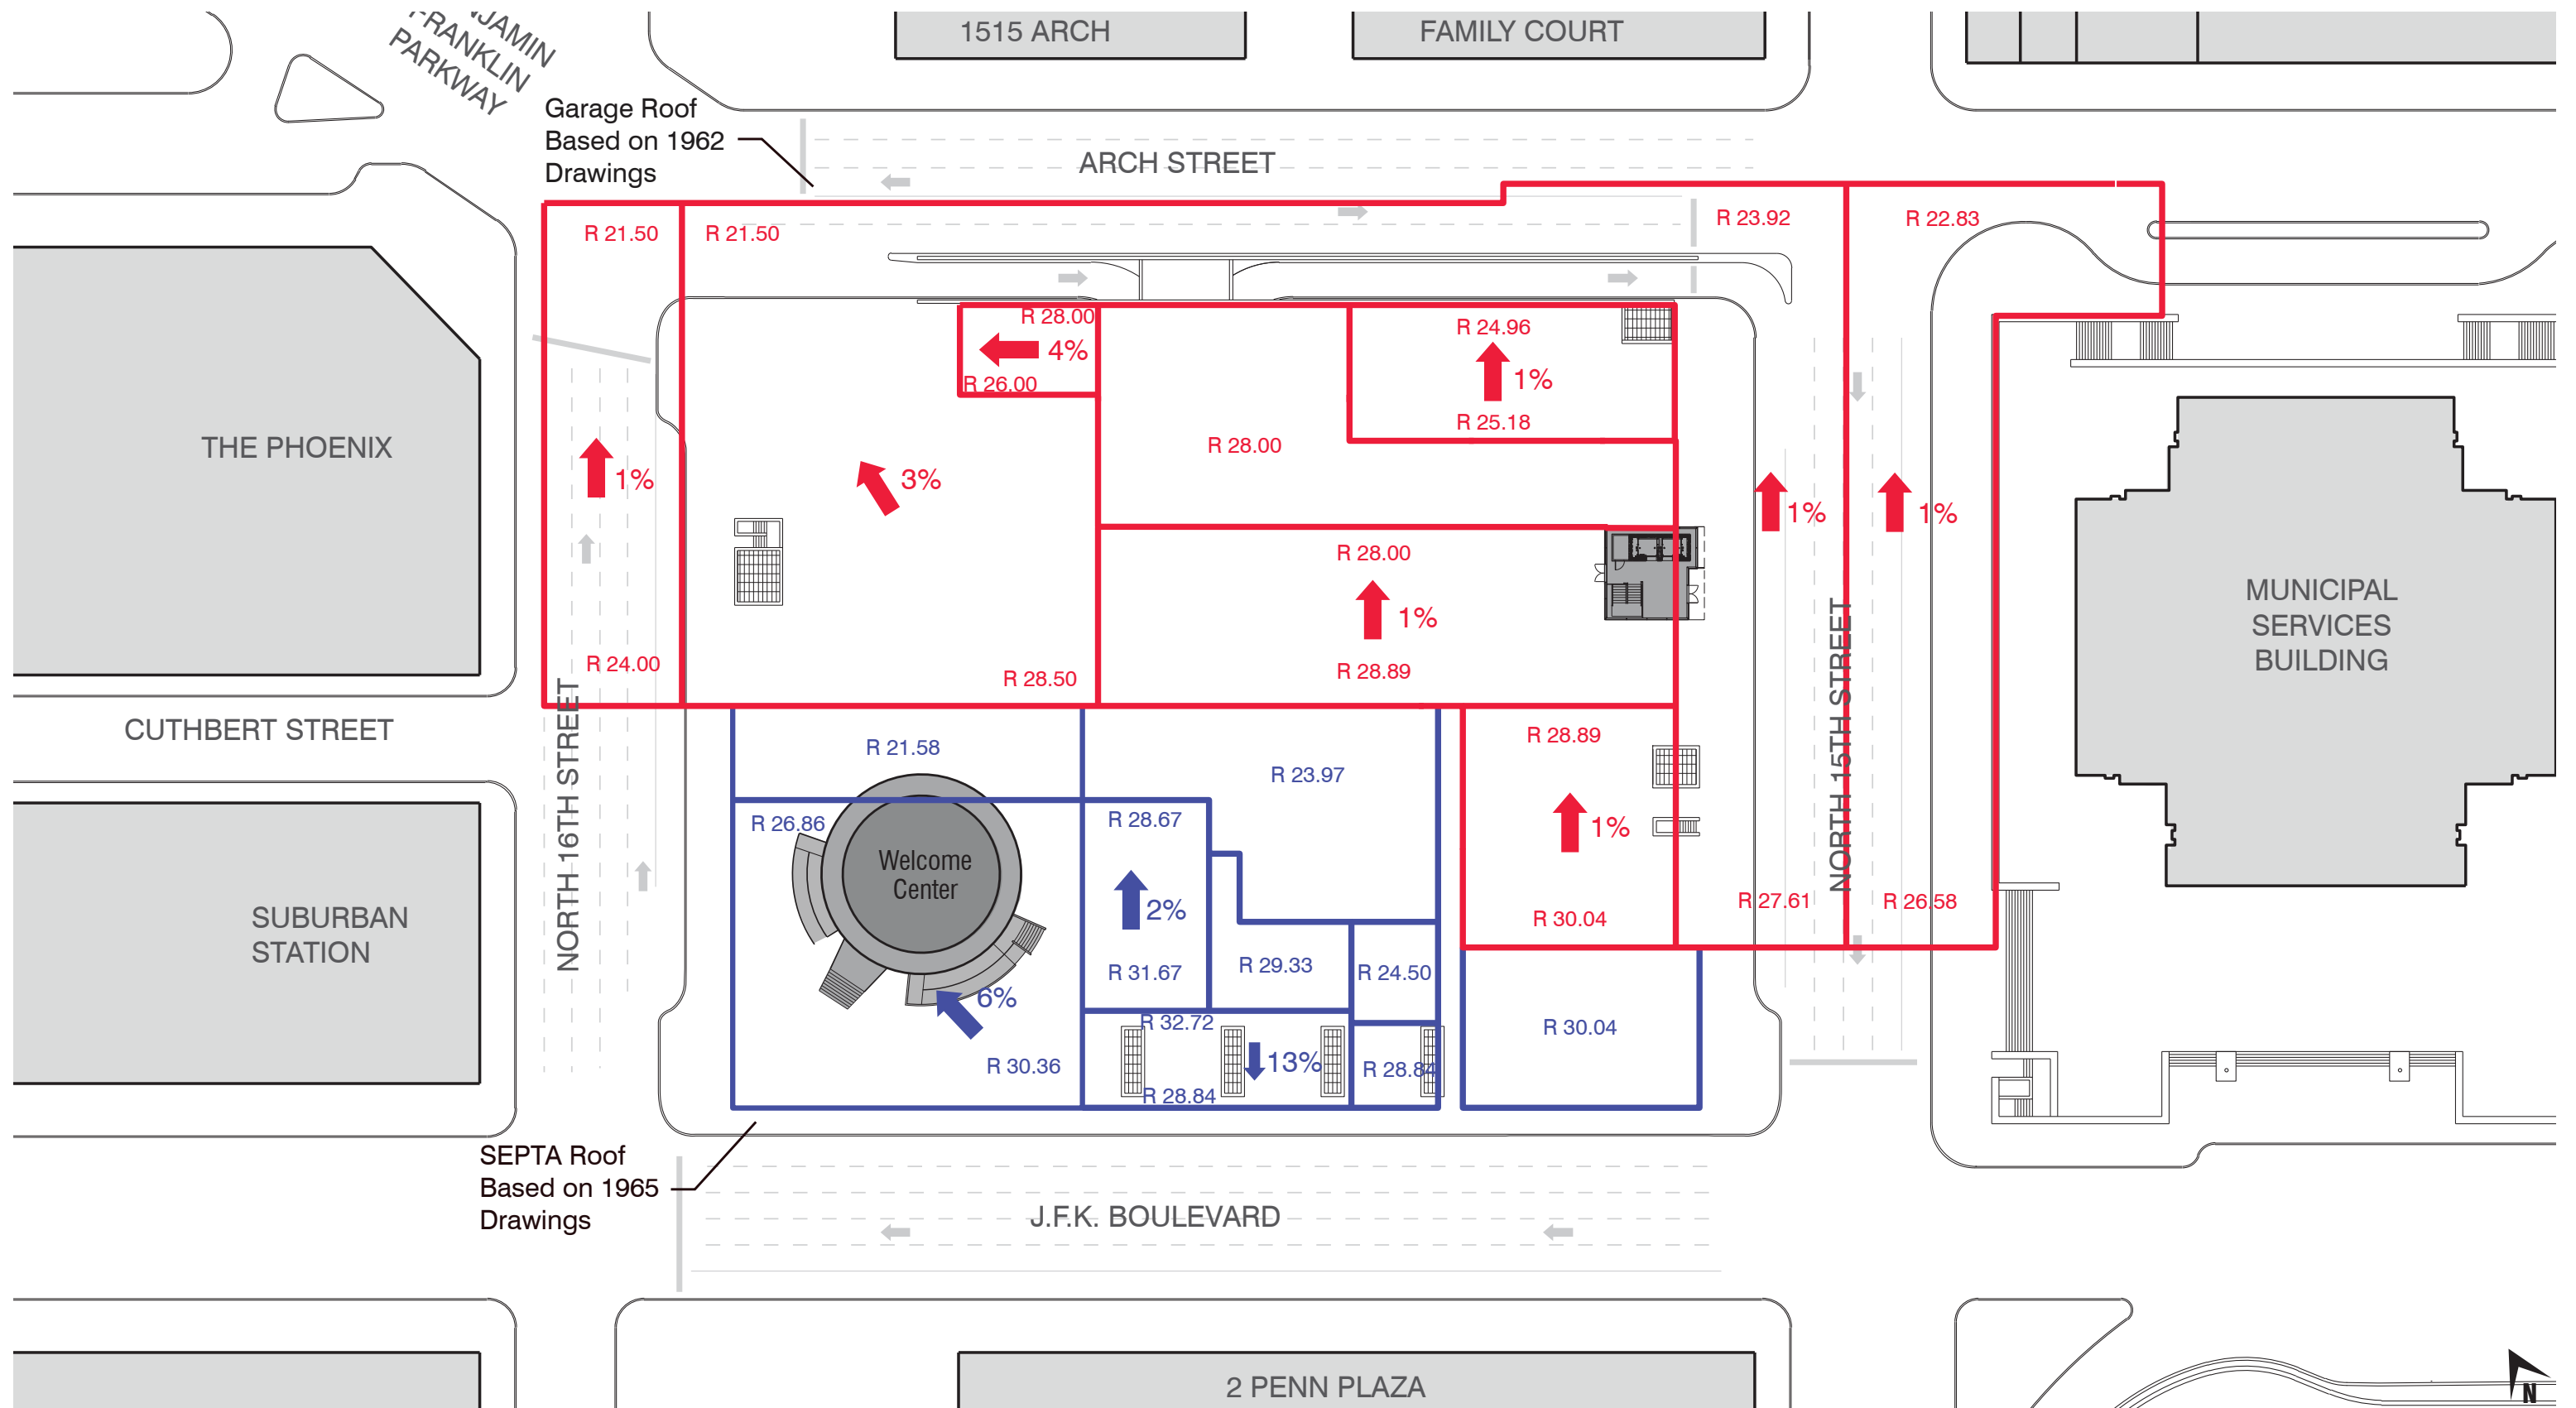 1515 ARCH
FAMILY COURT
FRANKLIN
PARKWAY
Garage Roof
Based on 1962
Drawings
ARCH STREET
R 21.50
R 21.50
R 23.92
R 22.83
R 28.00
4%
R 26.00
R 24.96
1%
R 25.18
THE PHOENIX
R 28.00
1%
3%
1%
1%
R 28.00
1%
R 28.89
MUNICIPAL
SERVICES
BUILDING
R 24.00
R 28.50
CUTHBERT STREET
NORTH 16TH STREET
NORTH 15TH STREET
R 21.58
R 23.97
R 28.89
1%
R 30.04
R 26.86
Welcome
Center
R 28.67
2%
R 31.67
R 27.61
R 26.58
SUBURBAN
STATION
R 29.33
R 24.50
6%
R 30.36
R 32.72
13%
R 28.84
R 28.84
R 30.04
SEPTA Roof
Based on 1965
Drawings
J.F.K. BOULEVARD
2 PENN PLAZA
N